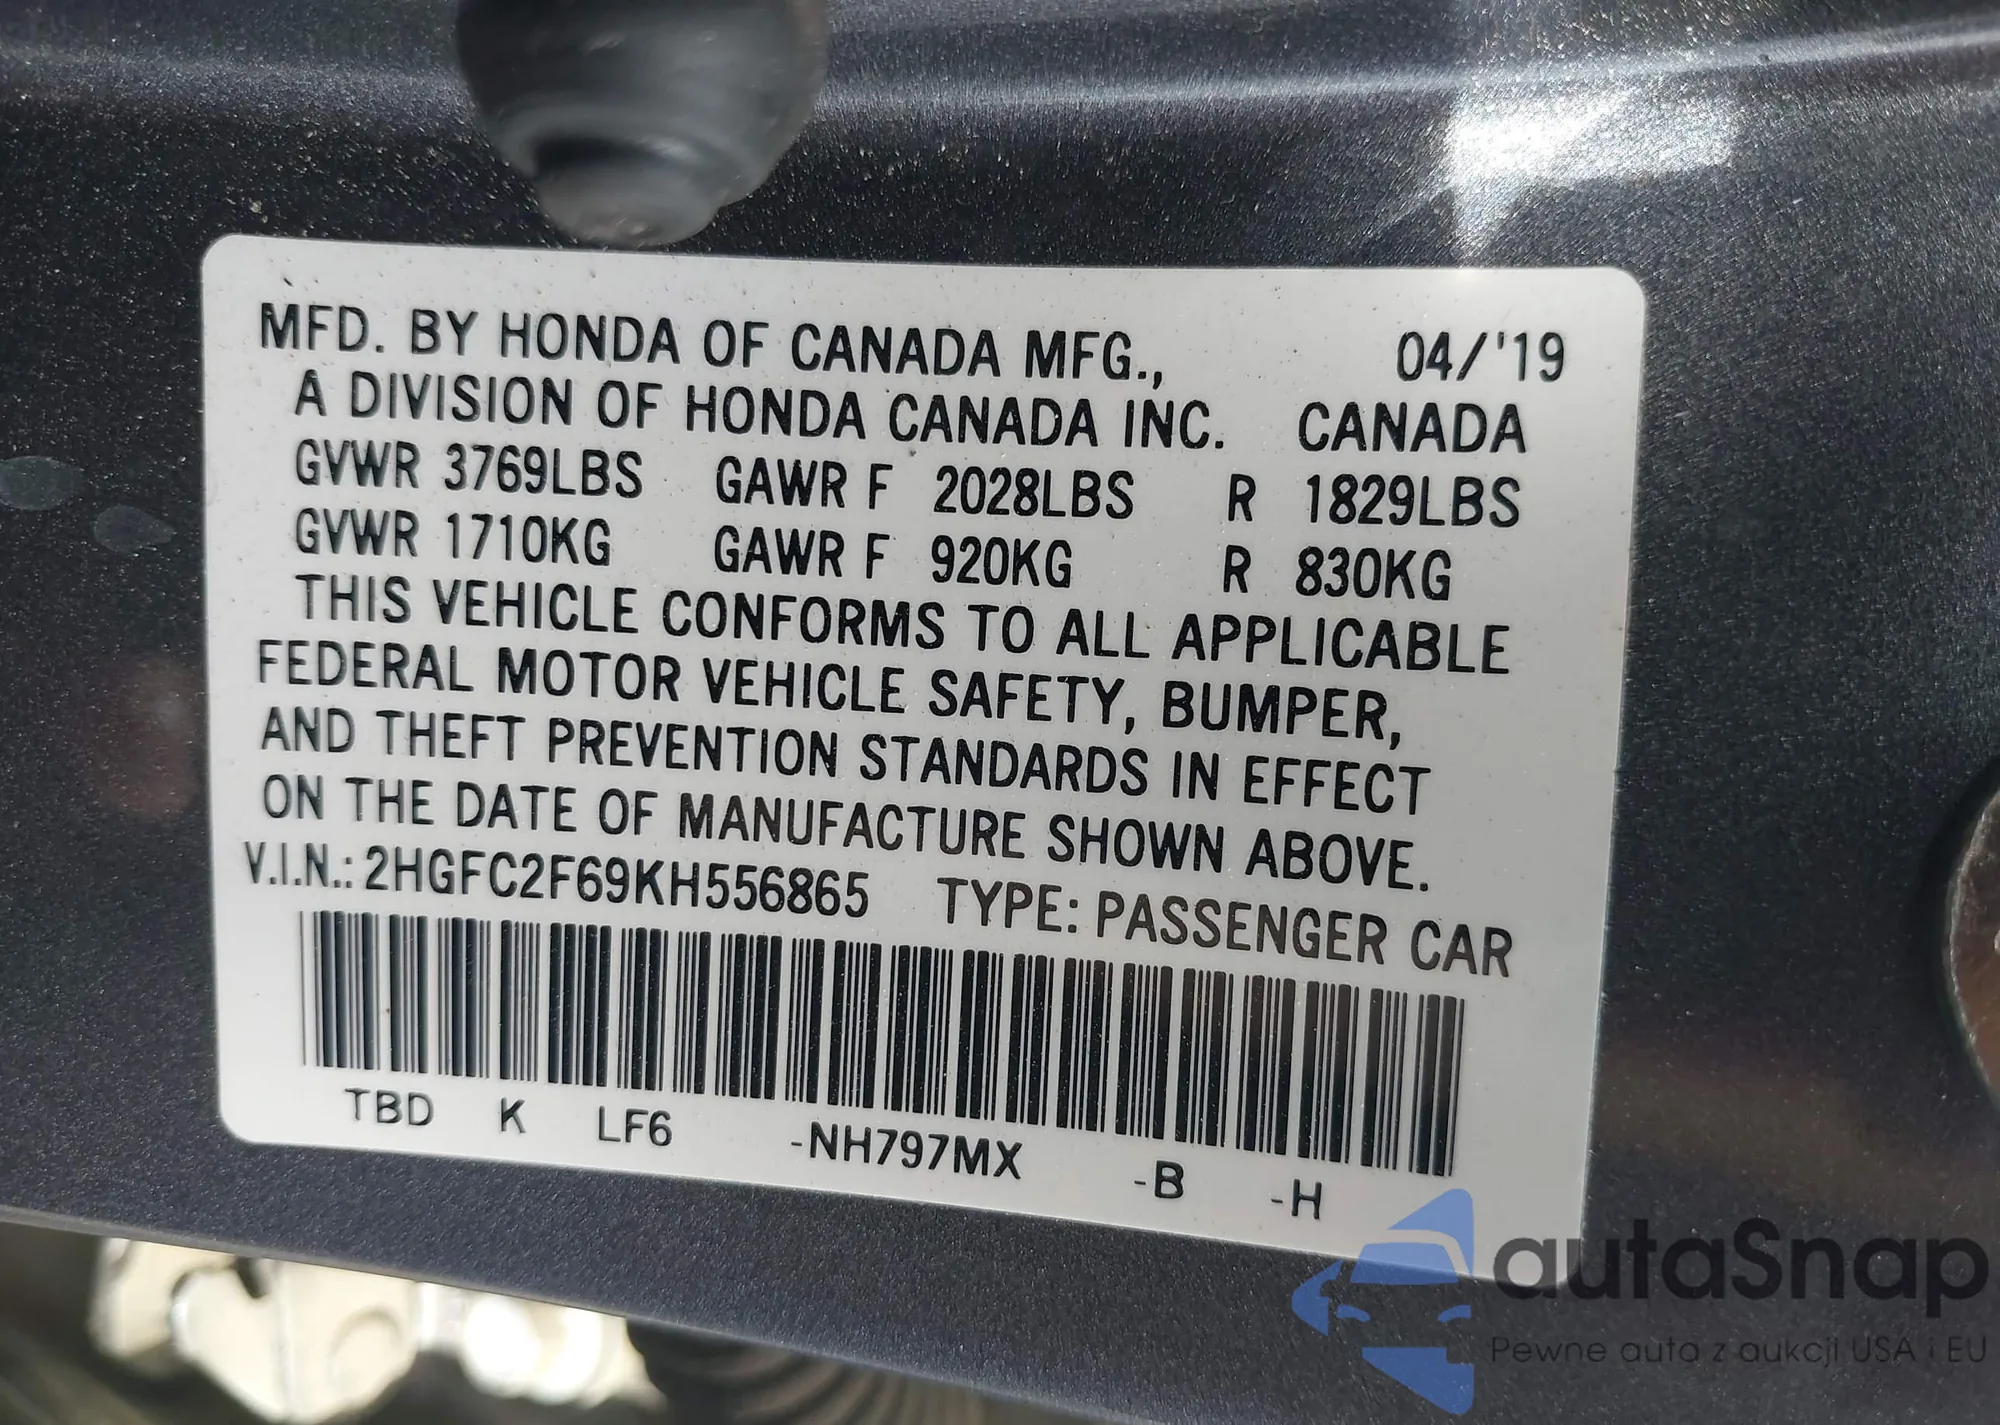 MFD. BY HONDA OF CANADA MFG., 04/'19
A DIVISION OF HONDA CANADA INC. CANADA
GVWR 3769LBS GAWR F 2028LBS R 1829LBS
GVWR 1710KG GAWR F 920KG R 830KG
THIS VEHICLE CONFORMS TO ALL APPLICABLE
FEDERAL MOTOR VEHICLE SAFETY, BUMPER,
AND THEFT PREVENTION STANDARDS IN EFFECT
ON THE DATE OF MANUFACTURE SHOWN ABOVE.
V.I.N.: 2HGFC2F69KH556865 TYPE: PASSENGER CAR
TBD K LF6 -NH797MX -B -H
autaSnap
Pewne auta z aukcji USA i EU